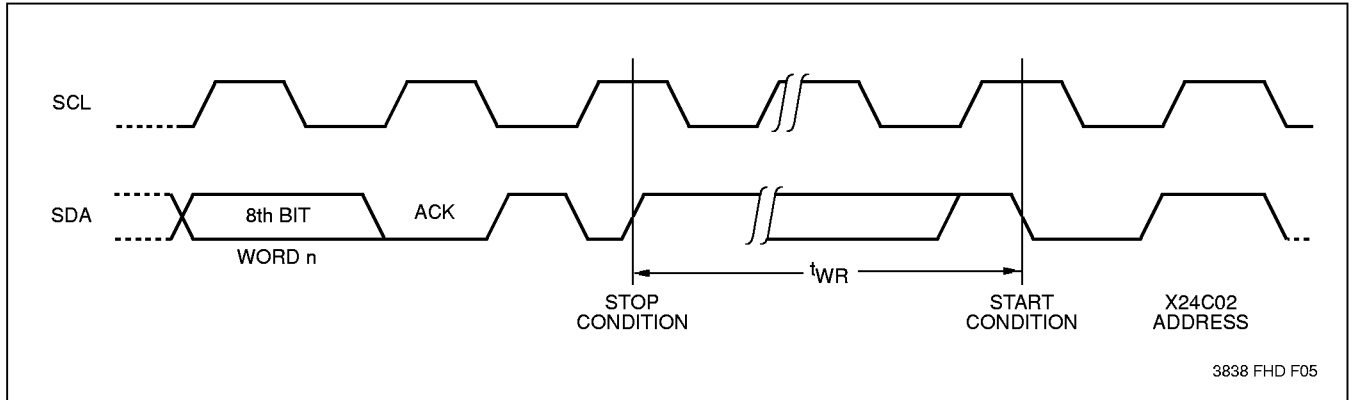 SCL
SDA
8th BIT
ACK
WORD n
tWR
STOP
CONDITION
START
CONDITION
X24C02
ADDRESS
3838 FHD F05